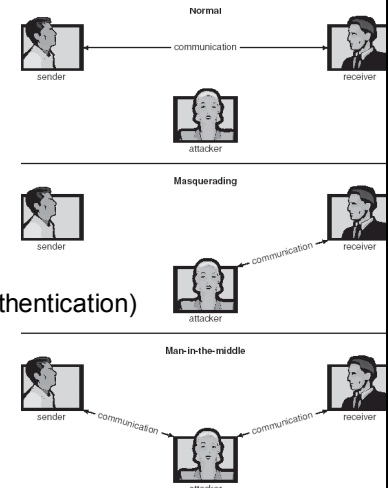 Normal
communication
sender
receiver
attacker
Masquerading
sender
receiver
communication
attacker
thentication)
Man-in-the-middle
sender
receiver
communication
communication
attacker